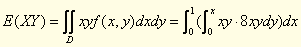 E(XY) = ∬_D xyf(x, y)dxdy = ∫_0^1(∫_0^x xy · 8xydy)dx